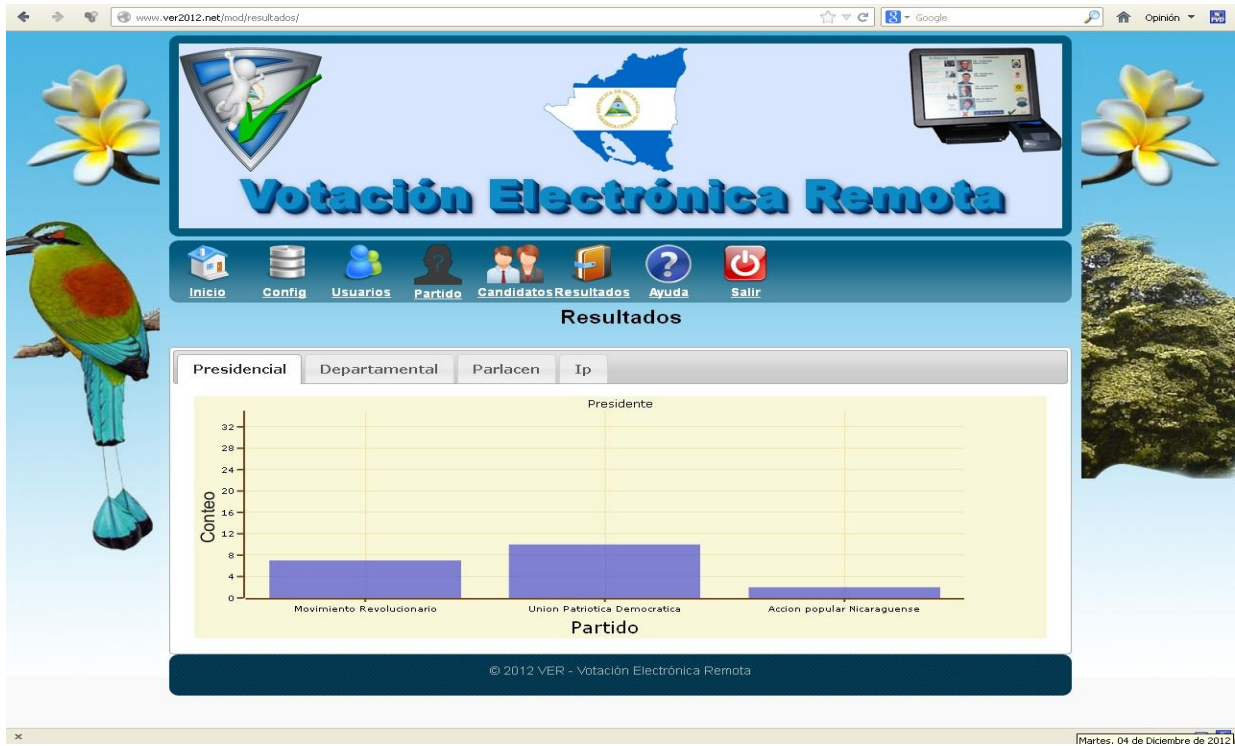 www.ver2012.net/mod/resultados/
Google
Opinión
Votación Electrónica Remota
Inicio Config Usuarios Partido Candidatos Resultados Ayuda Salir
Resultados
Presidencial Departamental Parlacen Ip
Presidente
32
28
24
20
16
12
8
4
0
Conteo
Movimiento Revolucionario Union Patriotica Democratica Accion popular Nicaraguense
Partido
© 2012 VER - Votación Electrónica Remota
Martes, 04 de Diciembre de 2012